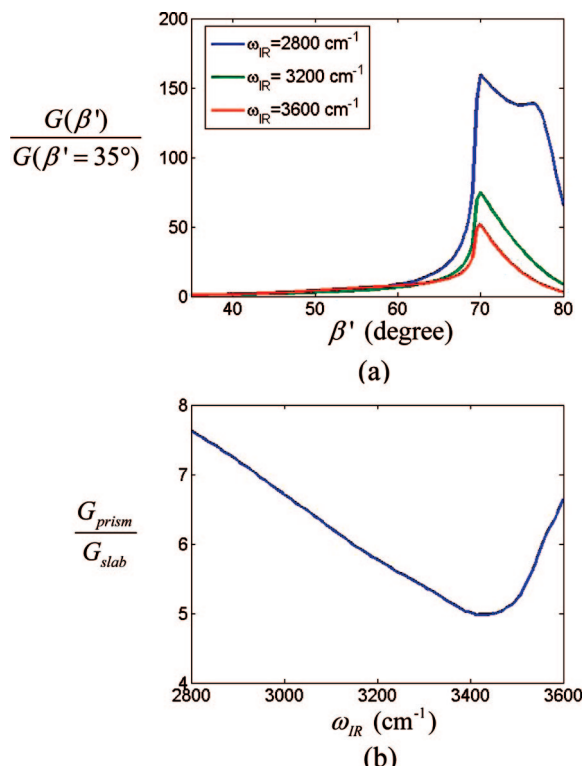 200
150
100
50
0
G(β')
G(β'=35°)
ω_IR=2800 cm⁻¹
ω_IR= 3200 cm⁻¹
ω_IR=3600 cm⁻¹
40 50 60 70 80
β' (degree)
(a)
8
7
6
5
4
G_prism
G_slab
2800 3000 3200 3400 3600
ω_IR (cm⁻¹)
(b)